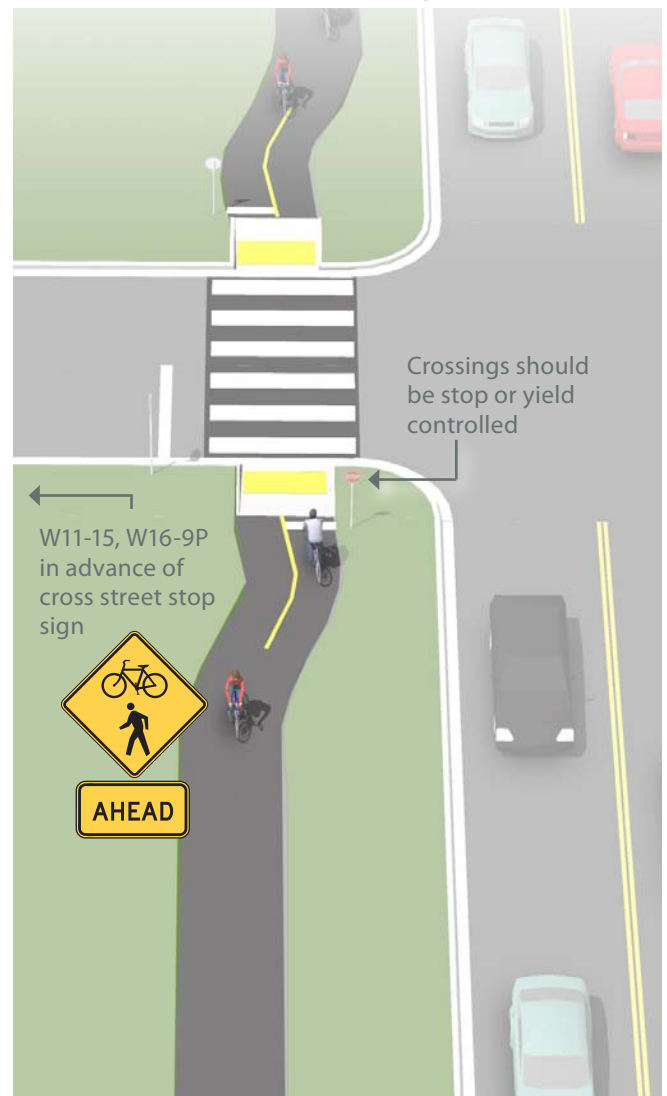 Crossings should
be stop or yield
controlled
W11-15, W16-9P
in advance of
cross street stop
sign
AHEAD